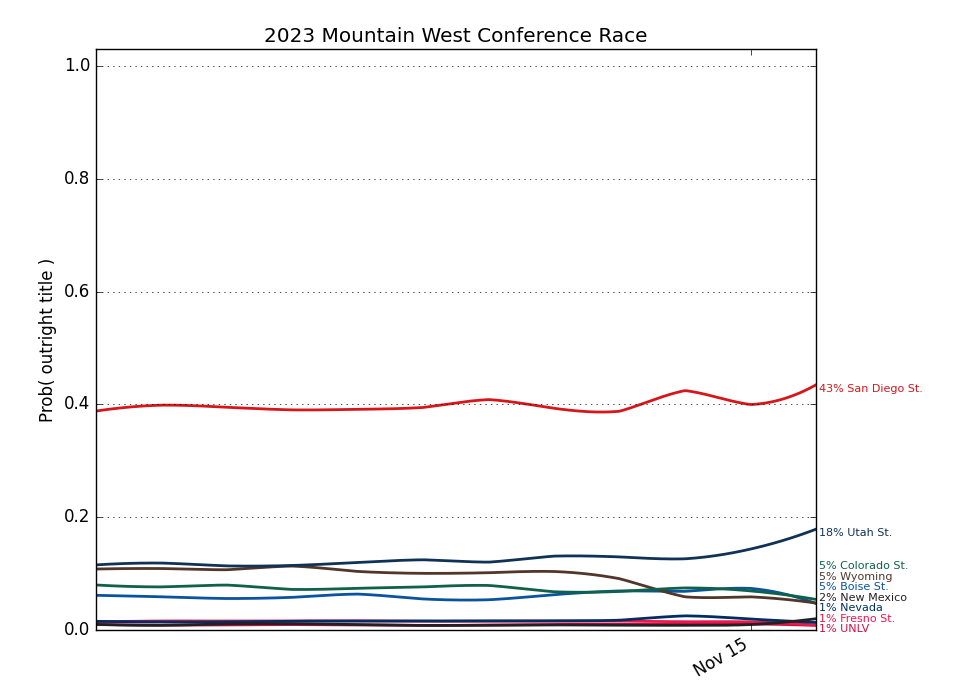 2023 Mountain West Conference Race
1.0
0.8
0.6
0.4
0.2
0.0
Prob( outright title )
43% San Diego St.
18% Utah St.
5% Colorado St.
5% Wyoming
5% Boise St.
2% New Mexico
1% Nevada
1% Fresno St.
1% UNLV
Nov 15